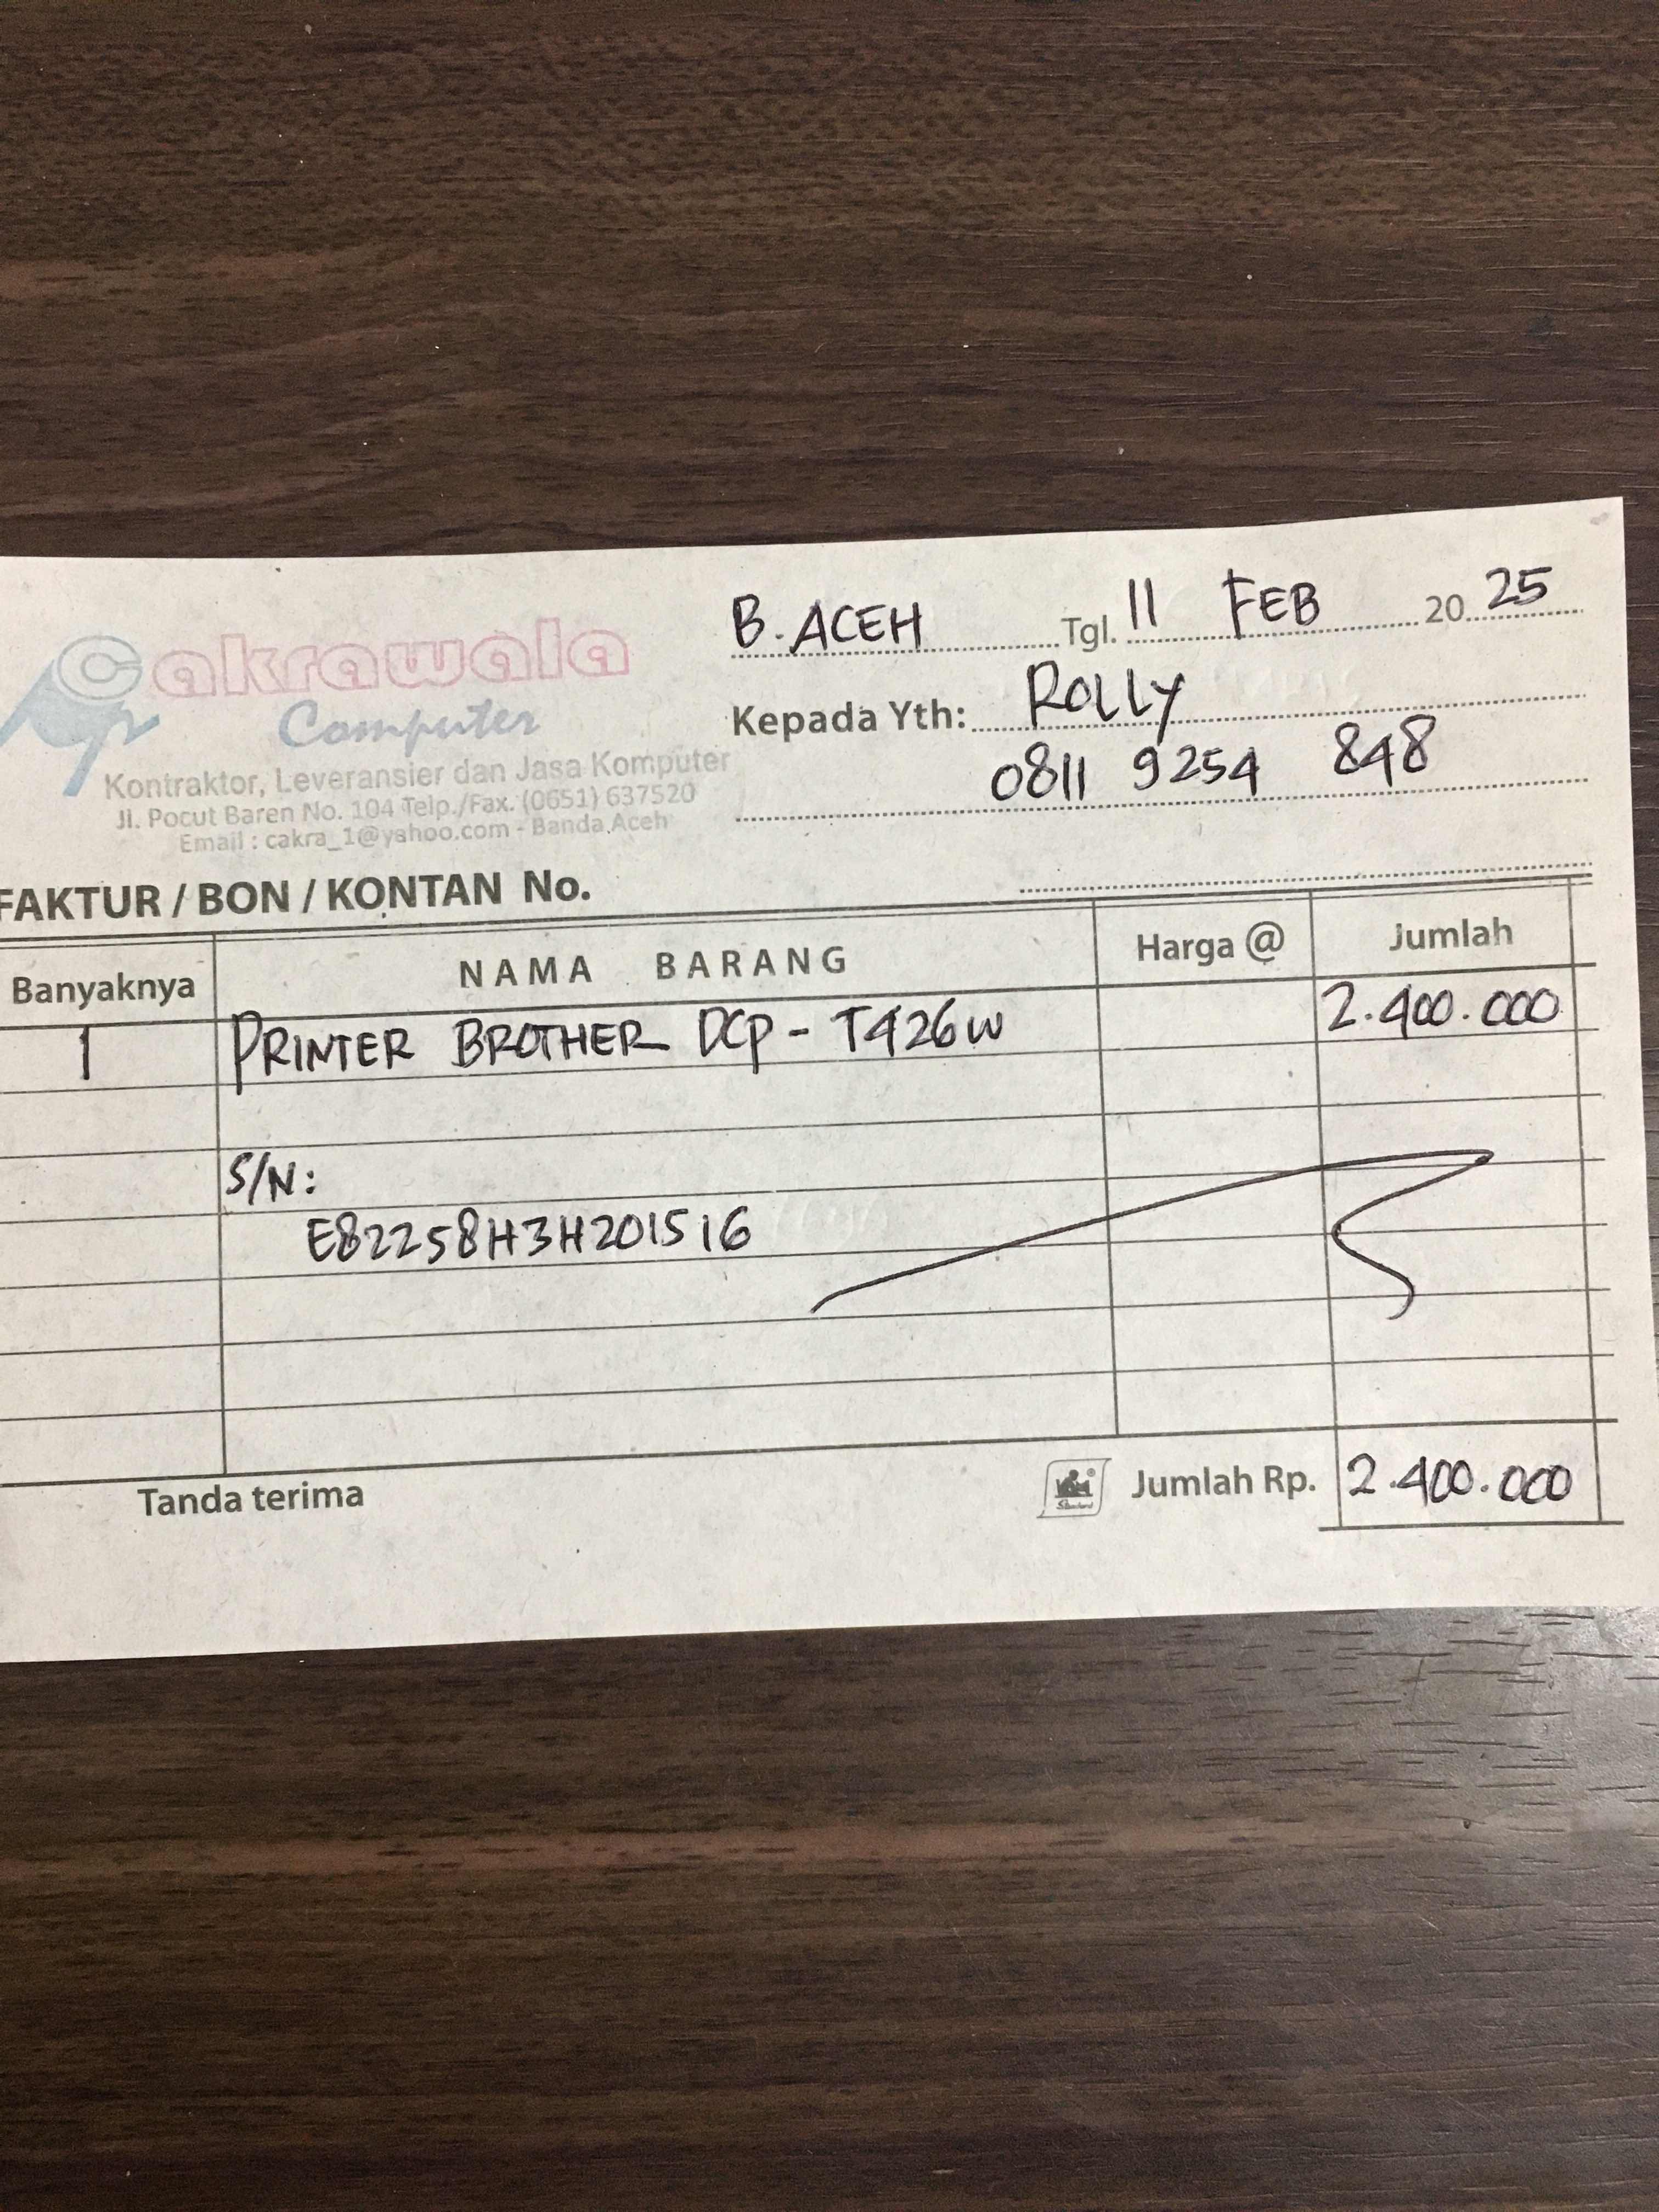 B. ACEH Tgl. 11 FEB 2025
Cakrawala
Computer
Kontraktor, Leveransier dan Jasa Komputer
Jl. Pocut Baren No. 104 Telp./Fax. (0651) 637520
Email : cakra_1@yahoo.com - Banda Aceh
Kepada Yth: ROLLY
0811 9254 848
FAKTUR / BON / KONTAN No.
Banyaknya NAMA BARANG Harga @ Jumlah
1 PRINTER BROTHER DCP - T426W 2.400.000
S/N:
E82258H3H201516
Tanda terima Jumlah Rp. 2.400.000